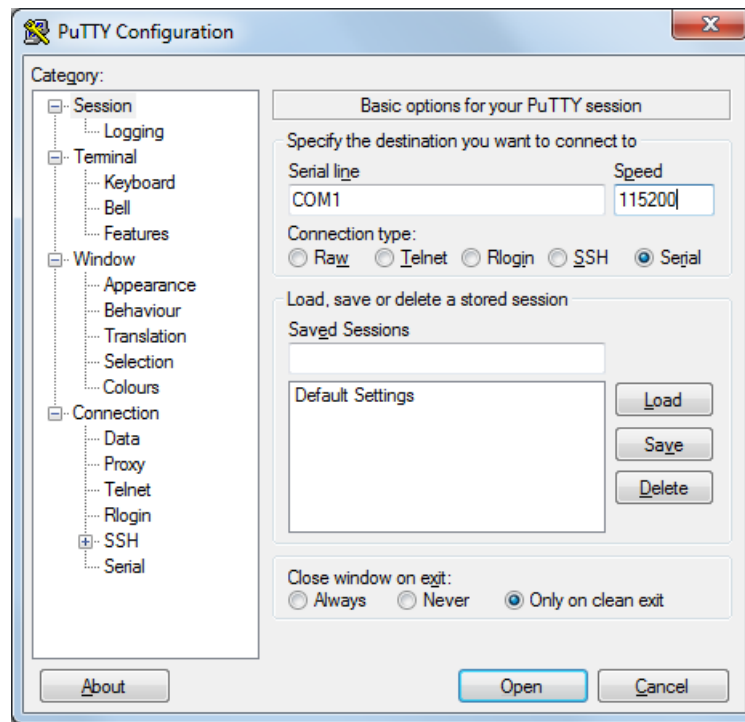 PuTTY Configuration
Category:
Session
Logging
Terminal
Keyboard
Bell
Features
Window
Appearance
Behaviour
Translation
Selection
Colours
Connection
Data
Proxy
Telnet
Rlogin
SSH
Serial
Basic options for your PuTTY session
Specify the destination you want to connect to
Serial line Speed
COM1 115200
Connection type:
Raw Telnet Rlogin SSH Serial
Load, save or delete a stored session
Saved Sessions
Default Settings
Load
Save
Delete
Close window on exit:
Always Never Only on clean exit
About Open Cancel